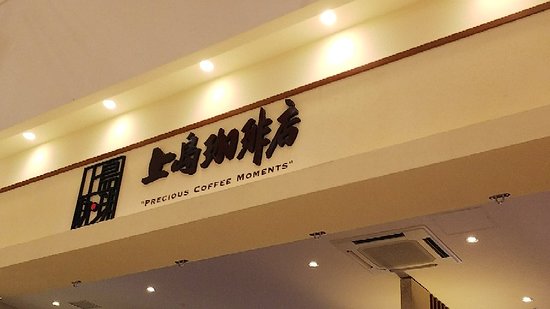 上島珈琲店
"PRECIOUS COFFEE MOMENTS"